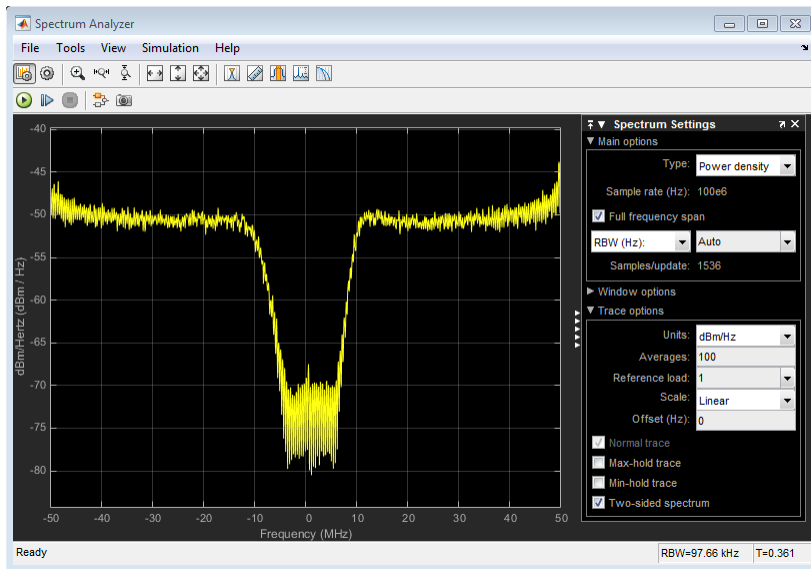 Spectrum Analyzer
File Tools View Simulation Help
-40
-45
-50
-55
-60
-65
-70
-75
-80
dBm/Hertz (dBm / Hz)
-50 -40 -30 -20 -10 0 10 20 30 40 50
Frequency (MHz)
Spectrum Settings
Main options
Type: Power density
Sample rate (Hz): 100e6
Full frequency span
RBW (Hz): Auto
Samples/update: 1536
Window options
Trace options
Units: dBm/Hz
Averages: 100
Reference load: 1
Scale: Linear
Offset (Hz): 0
Normal trace
Max-hold trace
Min-hold trace
Two-sided spectrum
Ready RBW=97.66 kHz T=0.361